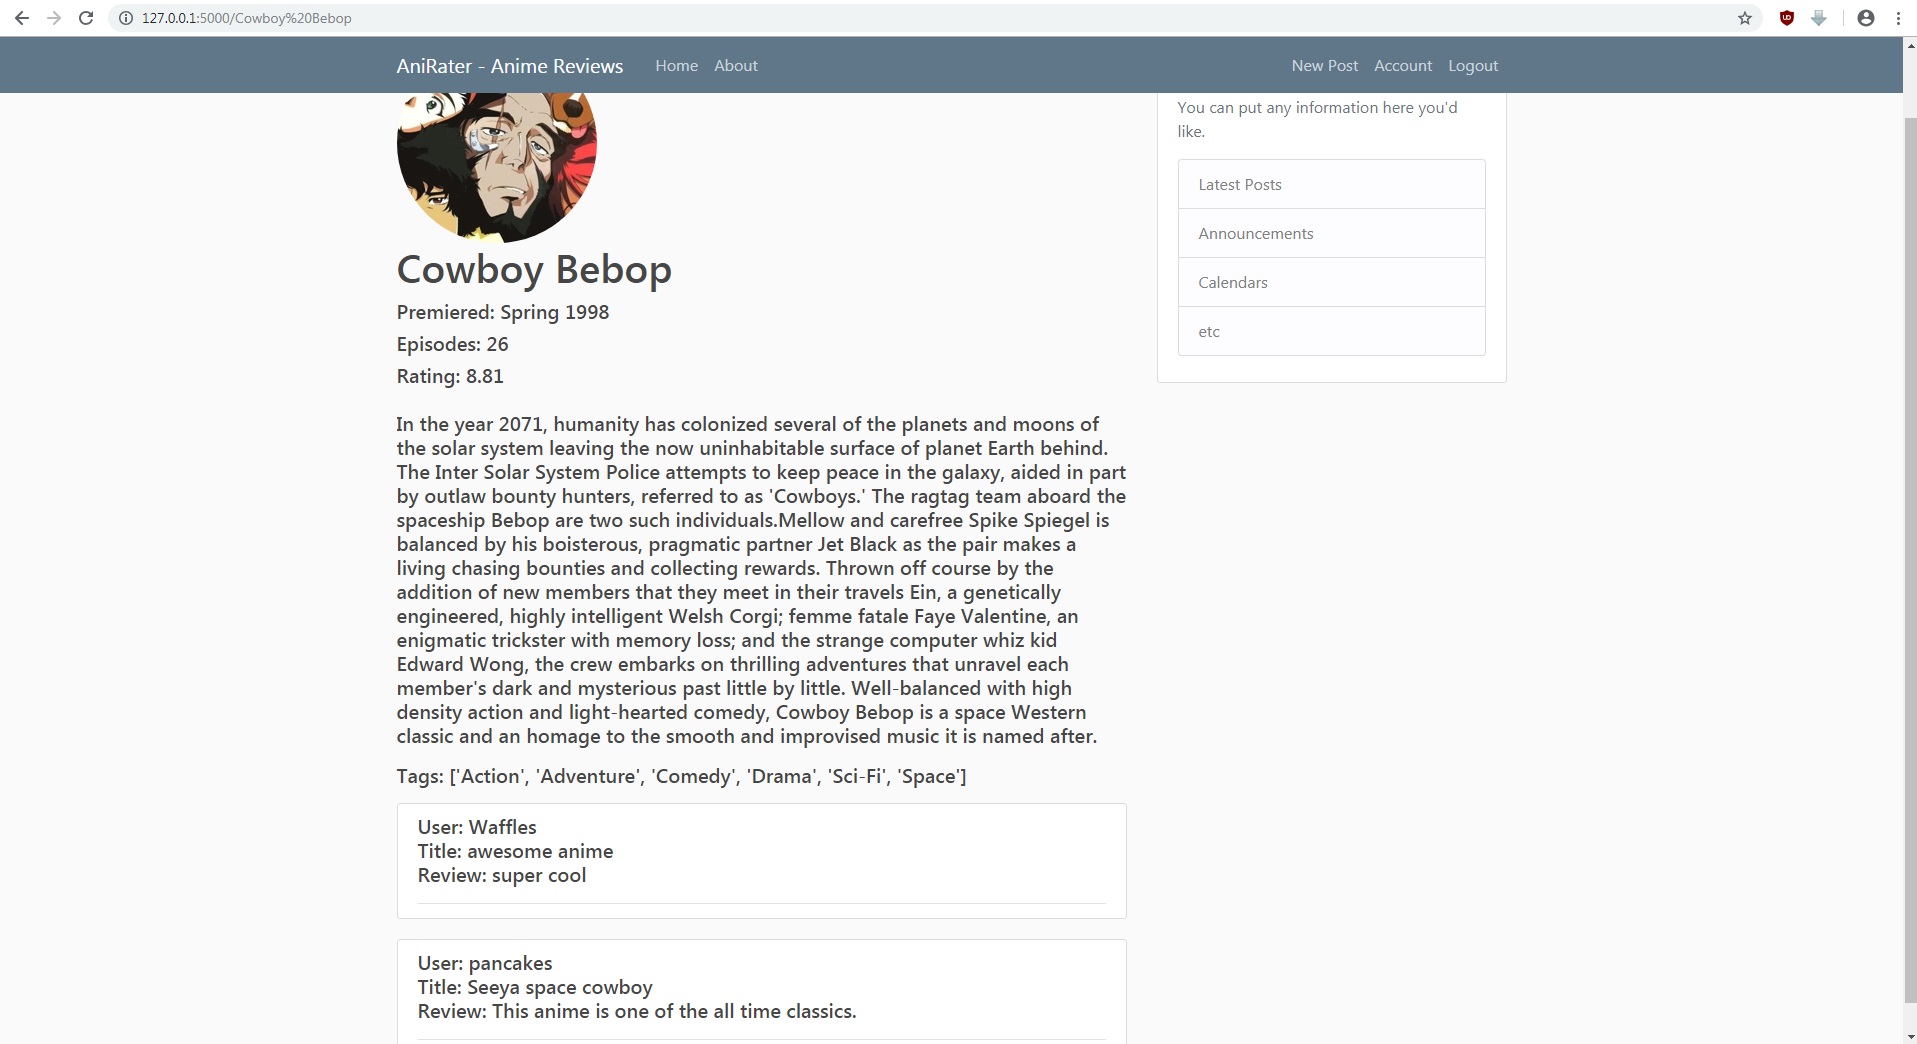 127.0.0.1:5000/Cowboy%20Bebop
AniRater - Anime Reviews Home About New Post Account Logout
You can put any information here you'd
like.
Latest Posts
Announcements
Calendars
etc
Cowboy Bebop
Premiered: Spring 1998
Episodes: 26
Rating: 8.81
In the year 2071, humanity has colonized several of the planets and moons of
the solar system leaving the now uninhabitable surface of planet Earth behind.
The Inter Solar System Police attempts to keep peace in the galaxy, aided in part
by outlaw bounty hunters, referred to as 'Cowboys.' The ragtag team aboard the
spaceship Bebop are two such individuals.Mellow and carefree Spike Spiegel is
balanced by his boisterous, pragmatic partner Jet Black as the pair makes a
living chasing bounties and collecting rewards. Thrown off course by the
addition of new members that they meet in their travels Ein, a genetically
engineered, highly intelligent Welsh Corgi; femme fatale Faye Valentine, an
enigmatic trickster with memory loss; and the strange computer whiz kid
Edward Wong, the crew embarks on thrilling adventures that unravel each
member's dark and mysterious past little by little. Well-balanced with high
density action and light-hearted comedy, Cowboy Bebop is a space Western
classic and an homage to the smooth and improvised music it is named after.
Tags: ['Action', 'Adventure', 'Comedy', 'Drama', 'Sci-Fi', 'Space']
User: Waffles
Title: awesome anime
Review: super cool
User: pancakes
Title: Seeya space cowboy
Review: This anime is one of the all time classics.